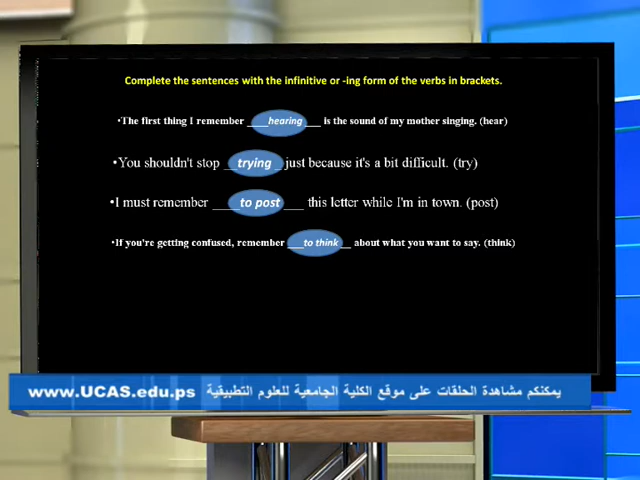 Complete the sentences with the infinitive or -ing form of the verbs in brackets.
•The first thing I remember ____hearing___ is the sound of my mother singing. (hear)
•You shouldn't stop __trying_ just because it's a bit difficult. (try)
•I must remember ____to post___ this letter while I'm in town. (post)
•If you're getting confused, remember ___to think__ about what you want to say. (think)
يمكنكم مشاهدة الحلقات على موقع الكلية الجامعية للعلوم التطبيقية www.UCAS.edu.ps